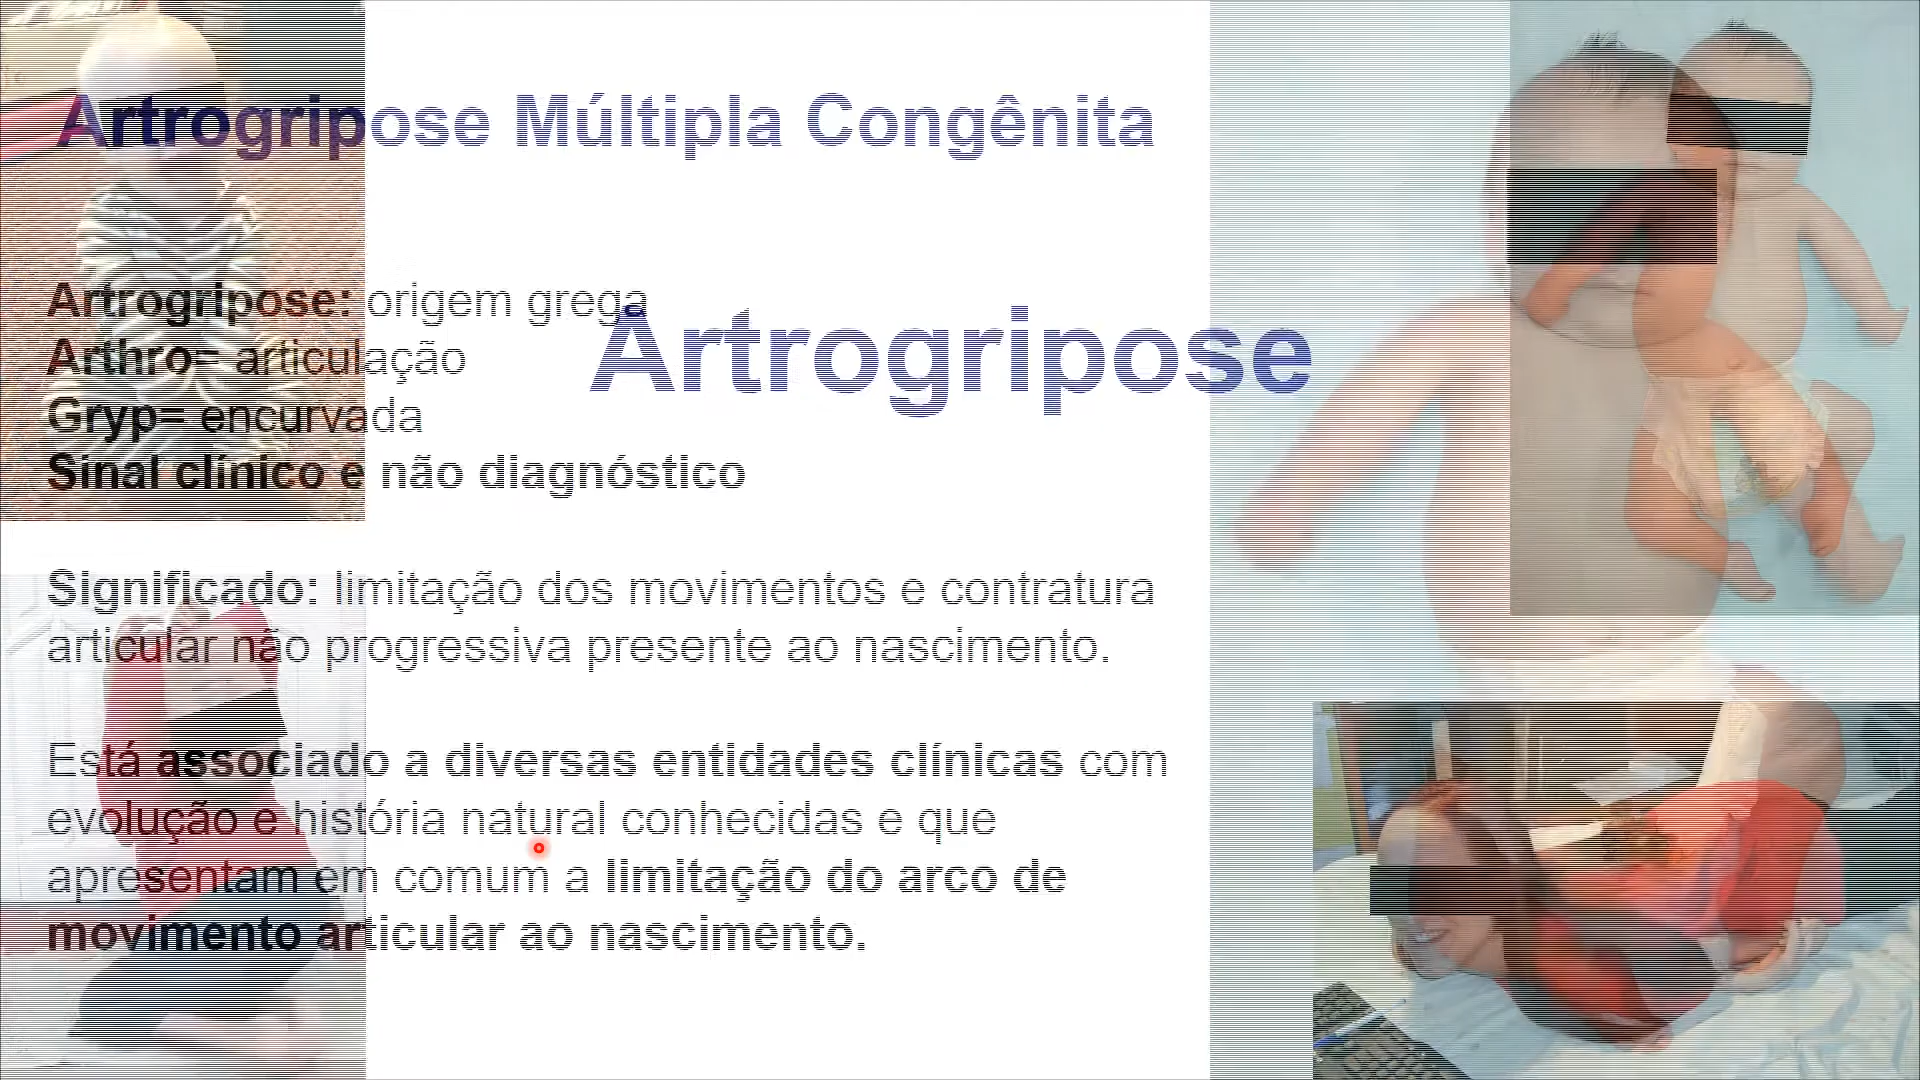 Artrogripose Múltipla Congênita
Artrogripose: origem grega
Arthro= articulação
Artrogripose
Gryp= encurvada
Sinal clínico e não diagnóstico
Significado: limitação dos movimentos e contratura
articular não progressiva presente ao nascimento.
Está associado a diversas entidades clínicas com
evolução e história natural conhecidas e que
apresentam em comum a limitação do arco de
movimento articular ao nascimento.